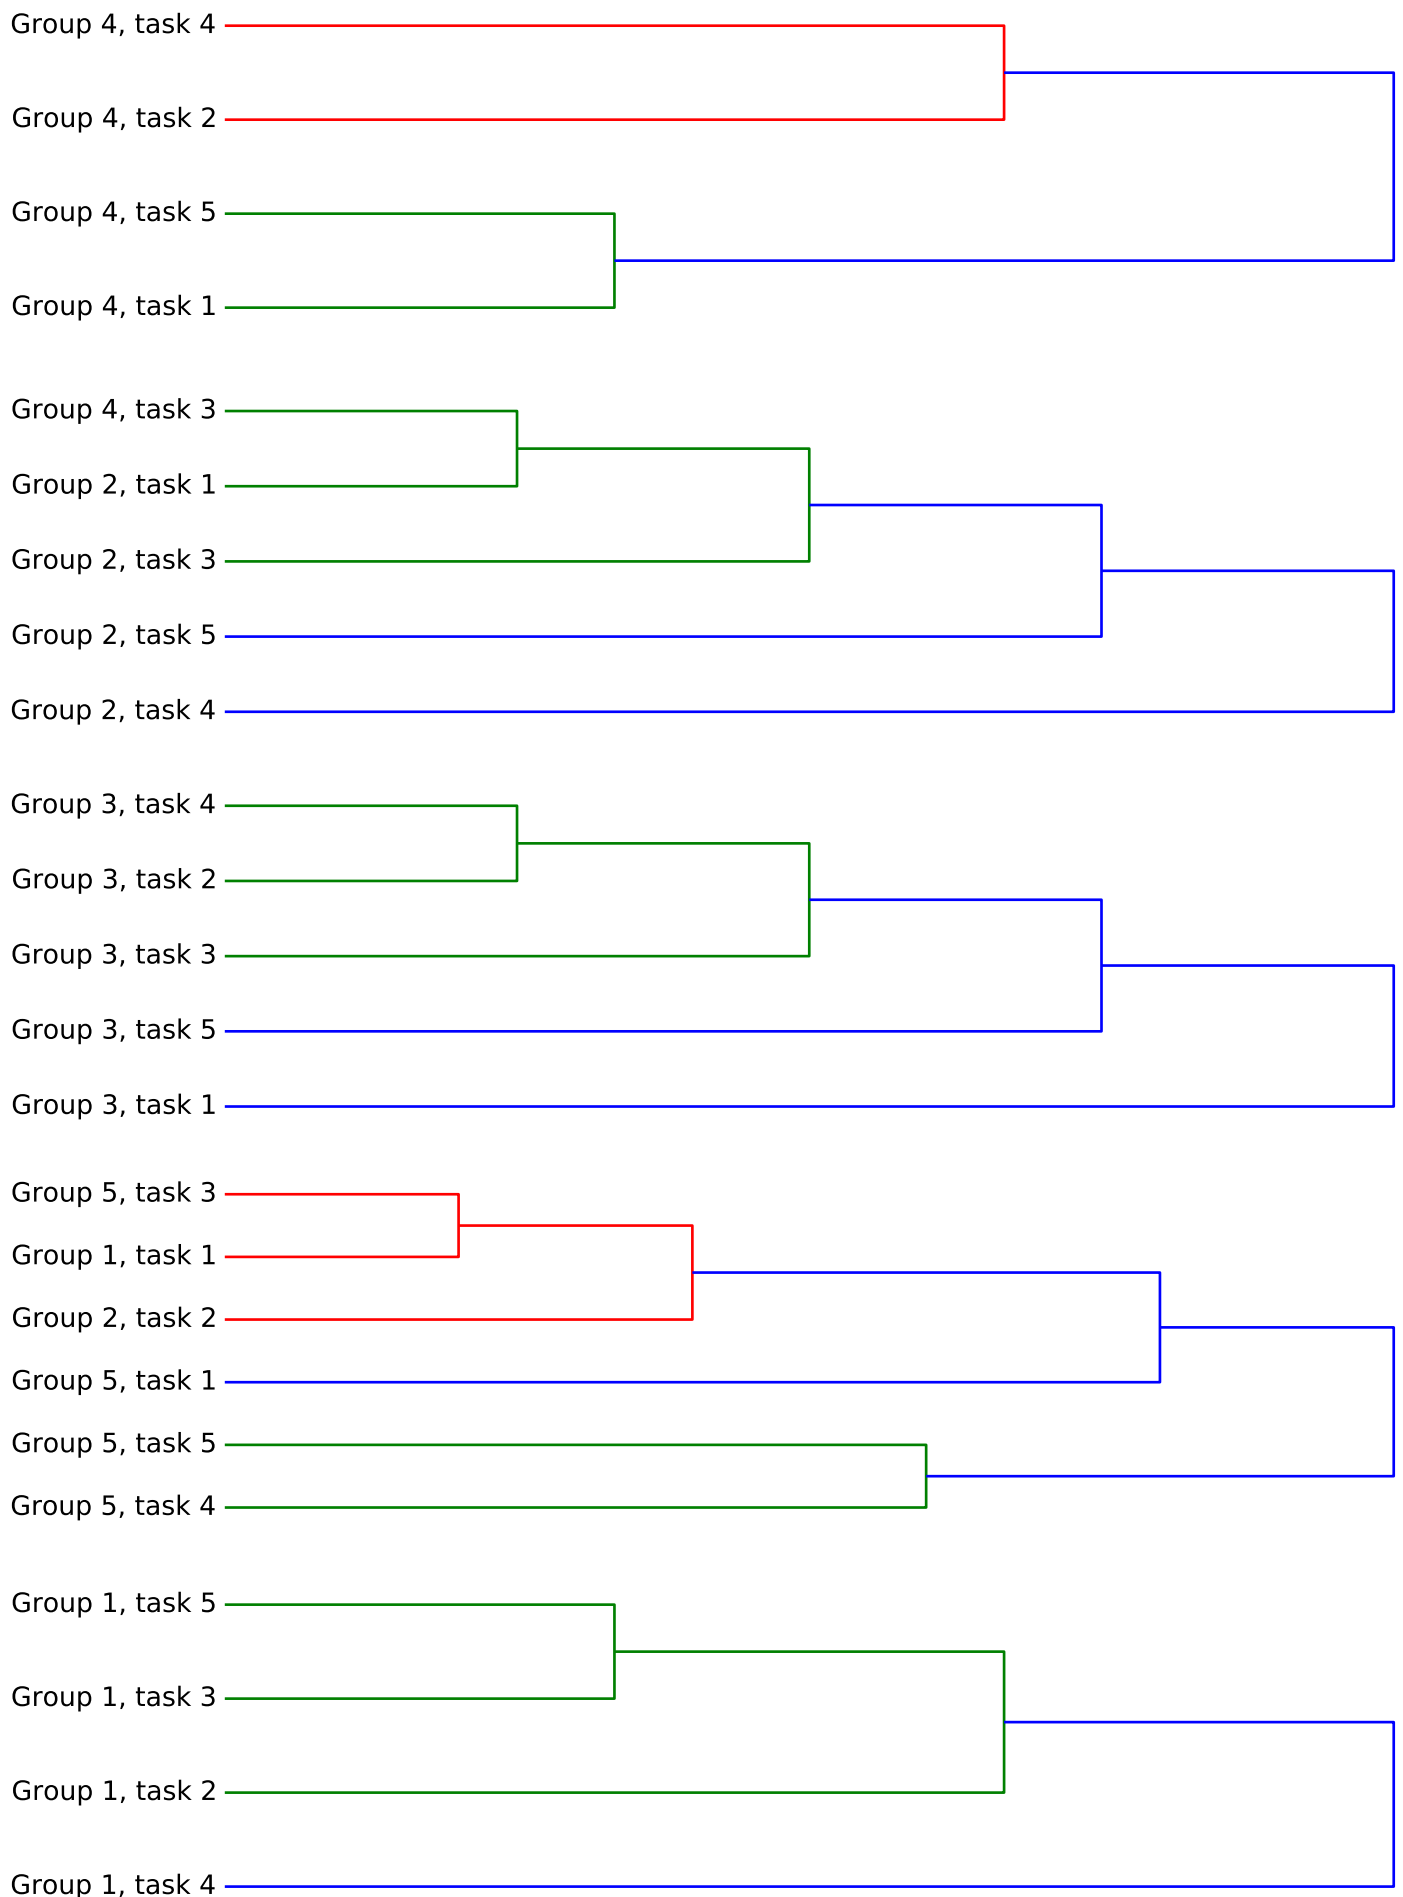 Group 4, task 4
Group 4, task 2
Group 4, task 5
Group 4, task 1
Group 4, task 3
Group 2, task 1
Group 2, task 3
Group 2, task 5
Group 2, task 4
Group 3, task 4
Group 3, task 2
Group 3, task 3
Group 3, task 5
Group 3, task 1
Group 5, task 3
Group 1, task 1
Group 2, task 2
Group 5, task 1
Group 5, task 5
Group 5, task 4
Group 1, task 5
Group 1, task 3
Group 1, task 2
Group 1, task 4